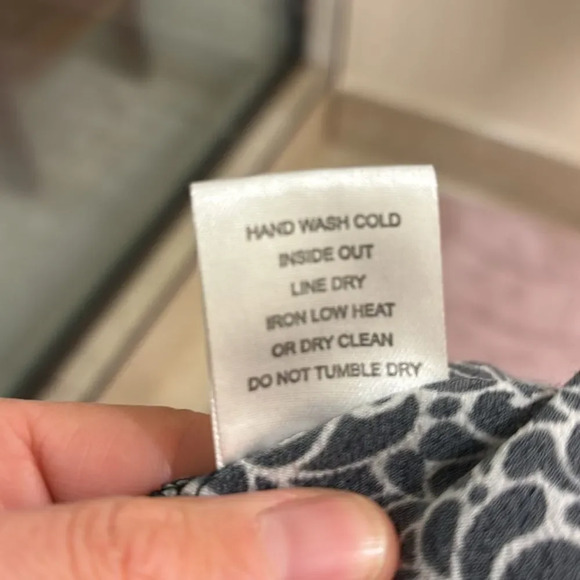 HAND WASH COLD
INSIDE OUT
LINE DRY
IRON LOW HEAT
OR DRY CLEAN
DO NOT TUMBLE DRY